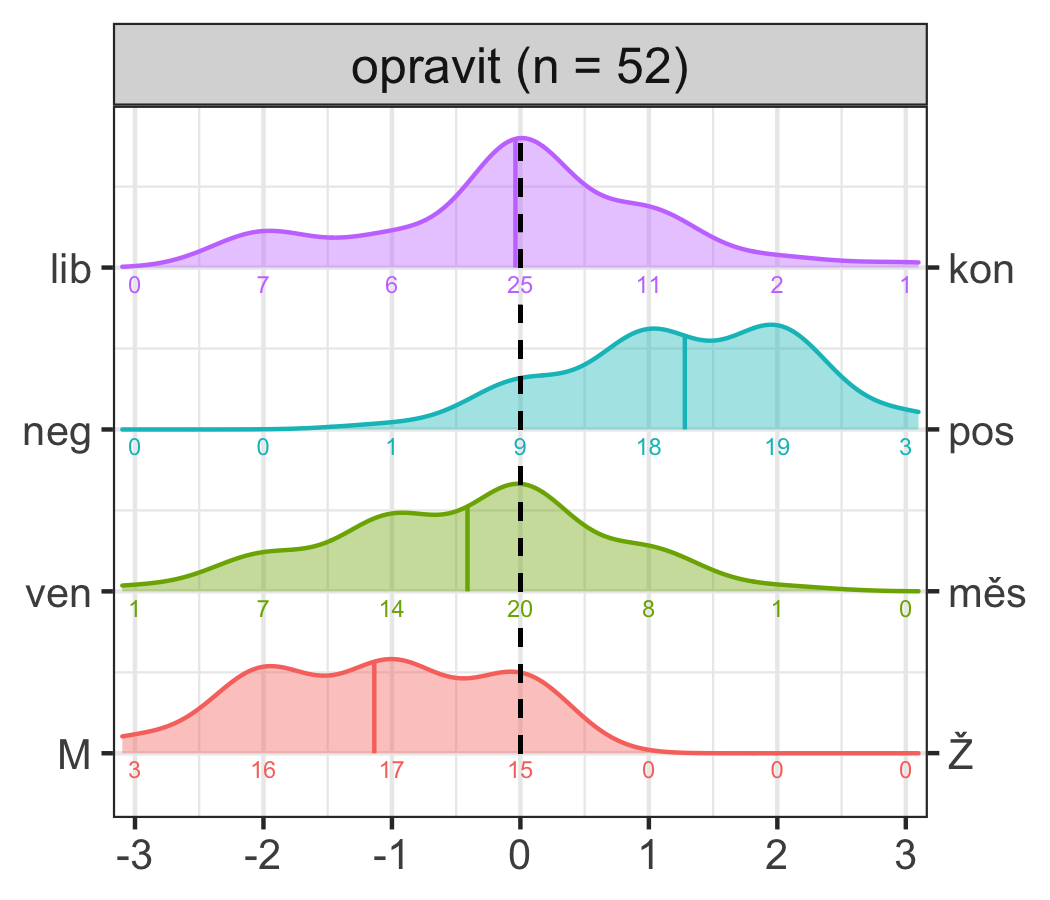 opravit (n = 52)
lib kon
0 7 6 25 11 2 1
neg pos
0 0 1 9 18 19 3
ven měs
1 7 14 20 8 1 0
M Ž
3 16 17 15 0 0 0
-3 -2 -1 0 1 2 3